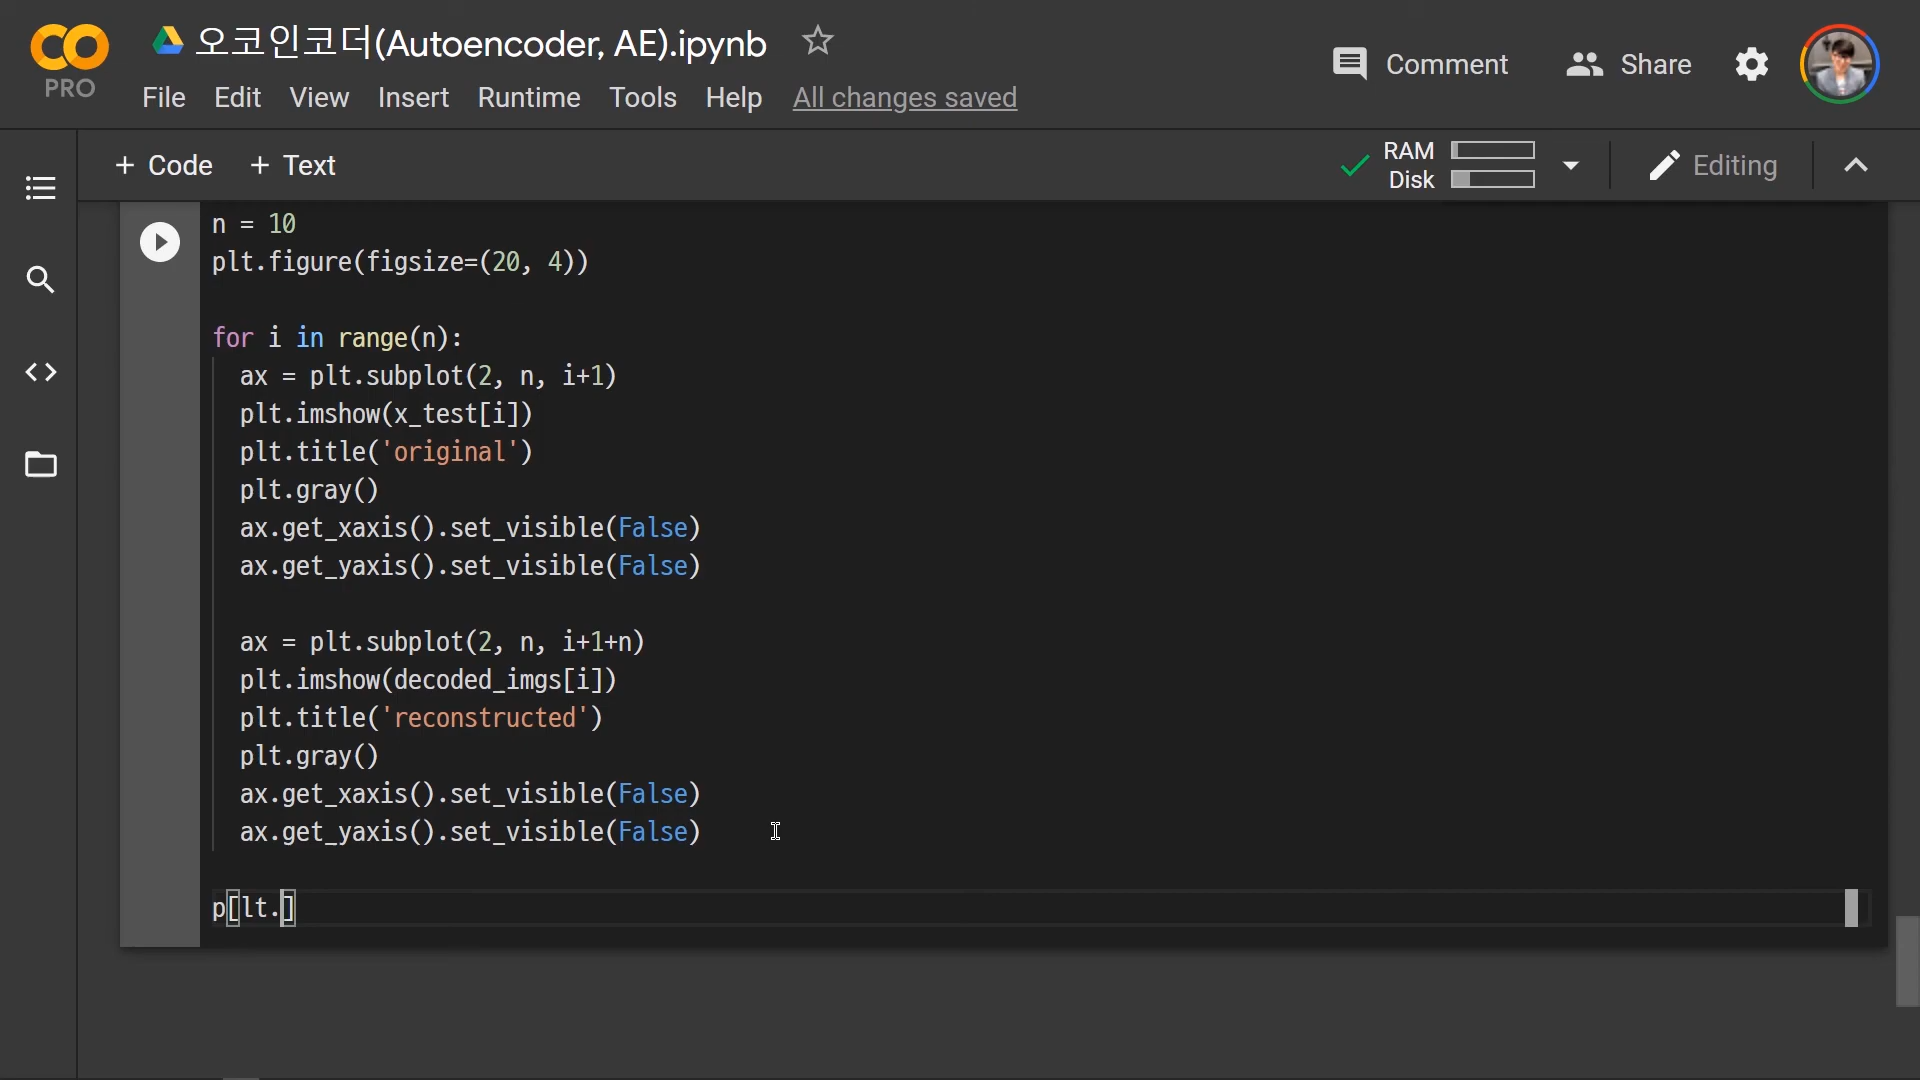 오코인코더(Autoencoder, AE).ipynb
PRO
File Edit View Insert Runtime Tools Help All changes saved
Comment
Share
+ Code + Text
RAM
Disk
Editing
n = 10
plt.figure(figsize=(20, 4))
for i in range(n):
ax = plt.subplot(2, n, i+1)
plt.imshow(x_test[i])
plt.title('original')
plt.gray()
ax.get_xaxis().set_visible(False)
ax.get_yaxis().set_visible(False)
ax = plt.subplot(2, n, i+1+n)
plt.imshow(decoded_imgs[i])
plt.title('reconstructed')
plt.gray()
ax.get_xaxis().set_visible(False)
ax.get_yaxis().set_visible(False)
p[lt.]